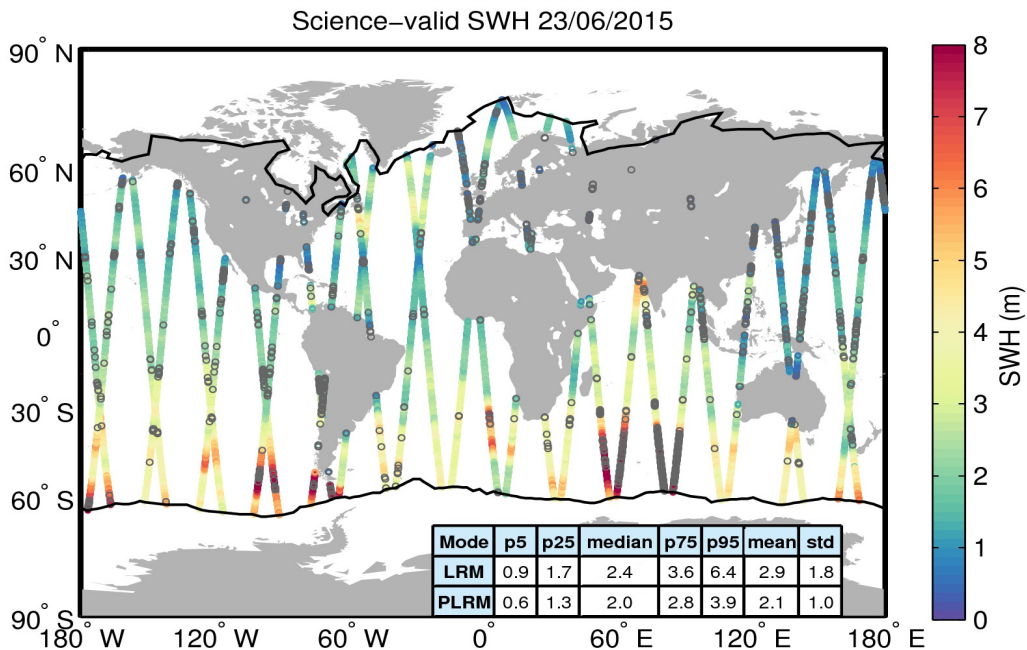 Science−valid SWH 23/06/2015
90° N
60° N
30° N
0°
30° S
60° S
90° S
180° W
120° W
60° W
0°
60° E
120° E
180° E
Mode p5 p25 median p75 p95 mean std
LRM 0.9 1.7 2.4 3.6 6.4 2.9 1.8
PLRM 0.6 1.3 2.0 2.8 3.9 2.1 1.0
8
7
6
5
4
3
2
1
0
SWH (m)